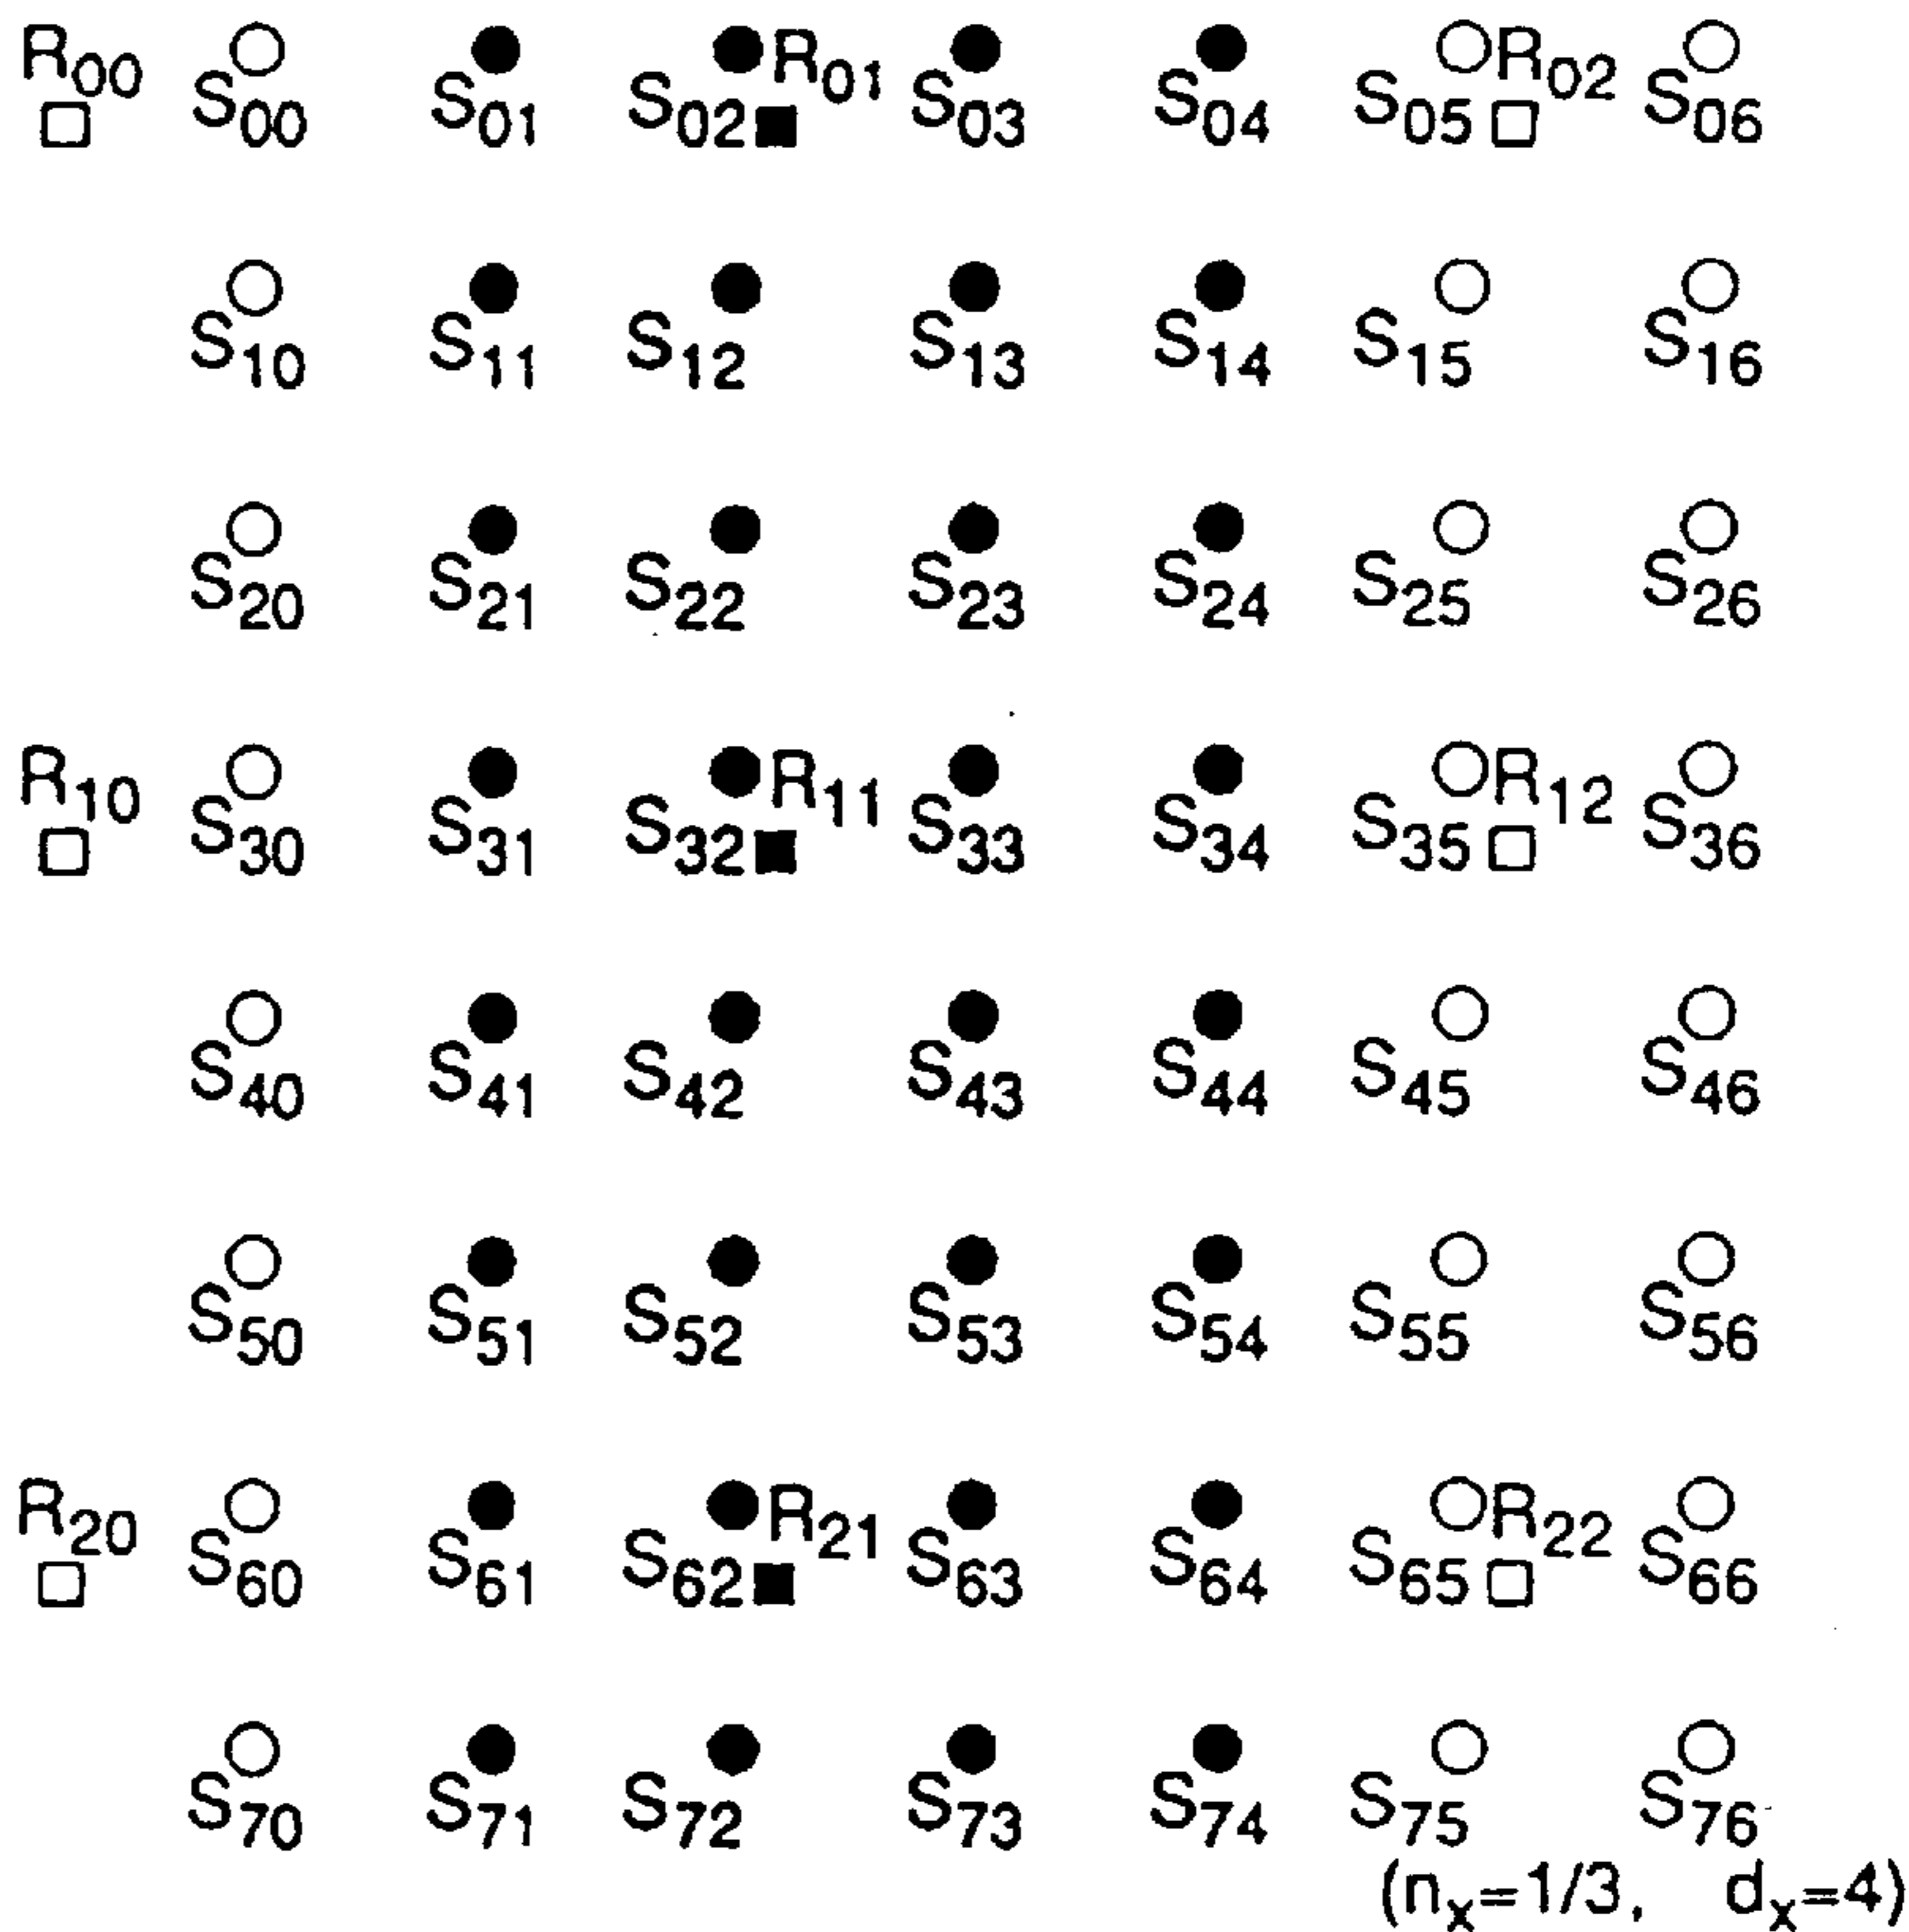 R00 S00 S01 S02 R01 S03 S04 S05 R02 S06
S10 S11 S12 S13 S14 S15 S16
S20 S21 S22 S23 S24 S25 S26
R10 S30 S31 S32 R11 S33 S34 S35 R12 S36
S40 S41 S42 S43 S44 S45 S46
S50 S51 S52 S53 S54 S55 S56
R20 S60 S61 S62 R21 S63 S64 S65 R22 S66
S70 S71 S72 S73 S74 S75 S76
(nx=1/3, dx=4)